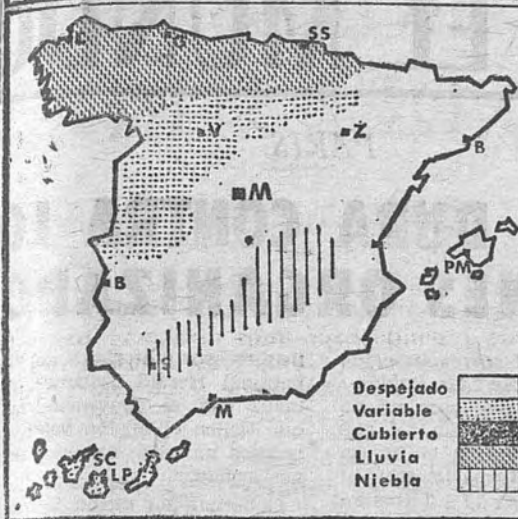 G
SS
V
Z
B
M
PM
B
S
M
SC
LP
Despejado
Variable
Cubierto
Lluvia
Niebla